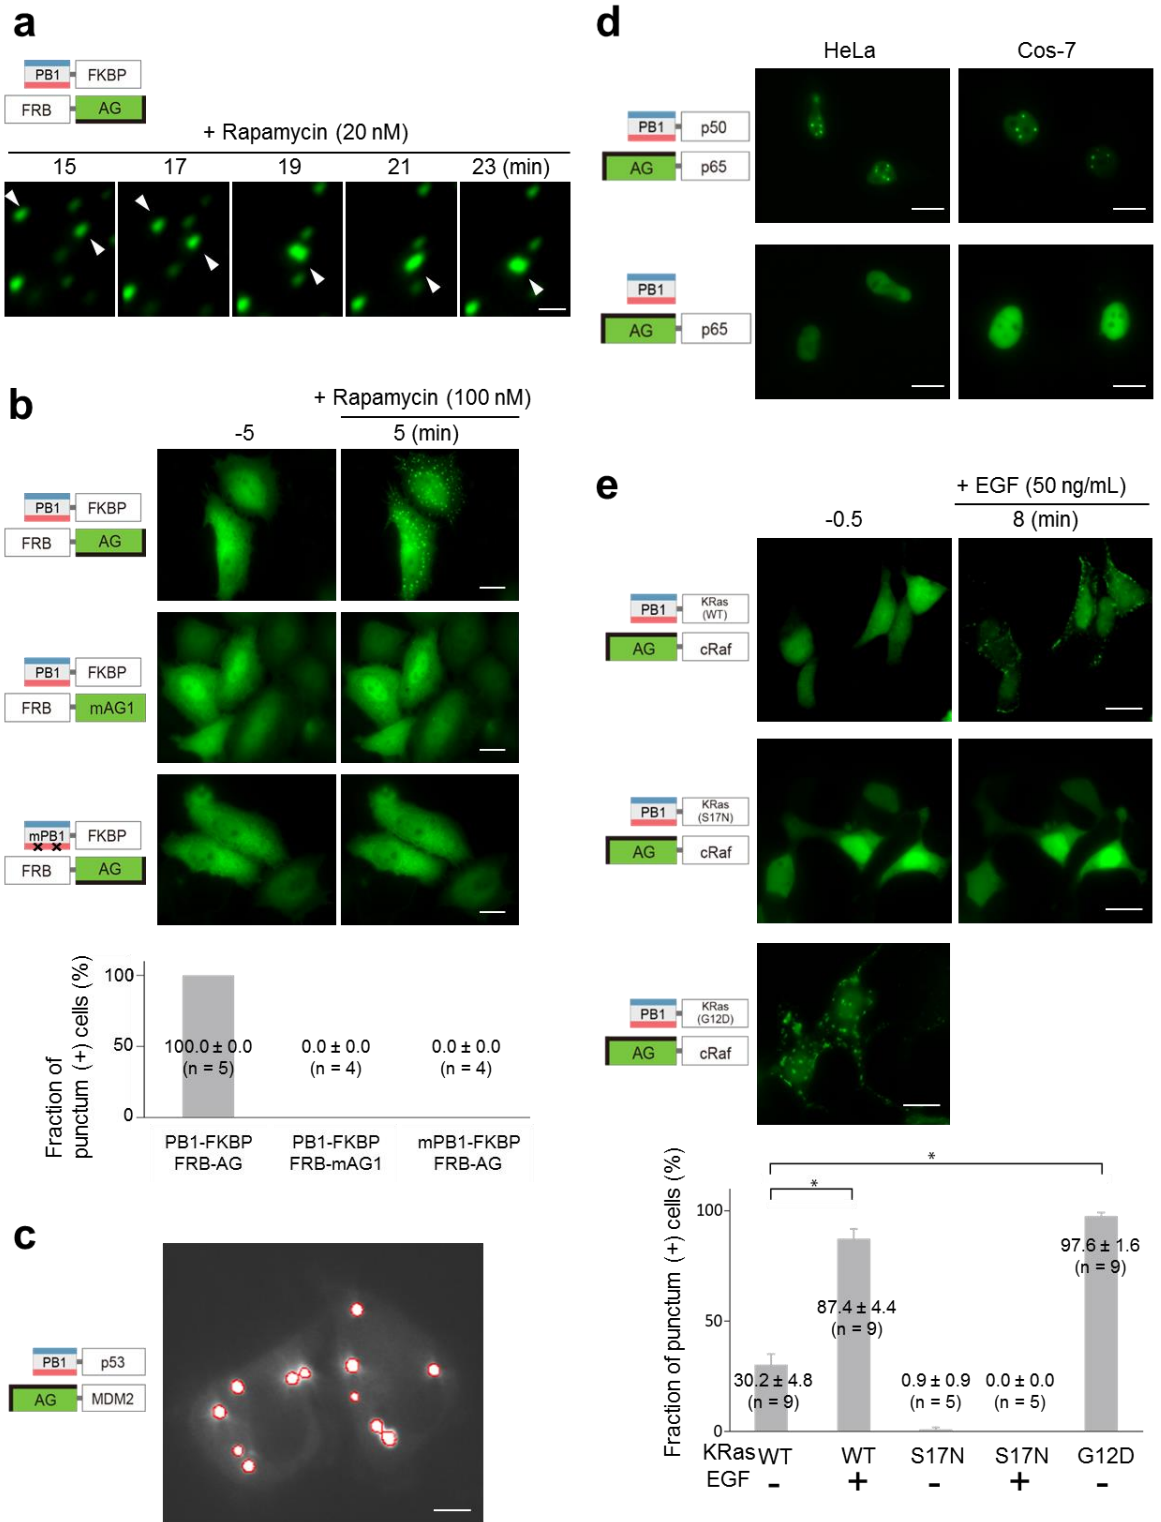 a
PB1 FKBP
FRB AG
+ Rapamycin (20 nM)
15 17 19 21 23 (min)
b
+ Rapamycin (100 nM)
-5 5 (min)
PB1 FKBP
FRB AG
PB1 FKBP
FRB mAG1
mPB1 FKBP
FRB AG
Fraction of
punctum (+) cells (%)
100
50
0
100.0 ± 0.0
(n = 5)
0.0 ± 0.0
(n = 4)
0.0 ± 0.0
(n = 4)
PB1-FKBP
FRB-AG
PB1-FKBP
FRB-mAG1
mPB1-FKBP
FRB-AG
c
PB1 p53
AG MDM2
d
HeLa Cos-7
PB1 p50
AG p65
PB1
AG p65
e
+ EGF (50 ng/mL)
-0.5 8 (min)
PB1 KRas
(WT)
AG cRaf
PB1 KRas
(S17N)
AG cRaf
PB1 KRas
(G12D)
AG cRaf
Fraction of punctum (+) cells (%)
100
50
0
*
*
30.2 ± 4.8
(n = 9)
87.4 ± 4.4
(n = 9)
0.9 ± 0.9
(n = 5)
0.0 ± 0.0
(n = 5)
97.6 ± 1.6
(n = 9)
KRas WT WT S17N S17N G12D
EGF - + - + -